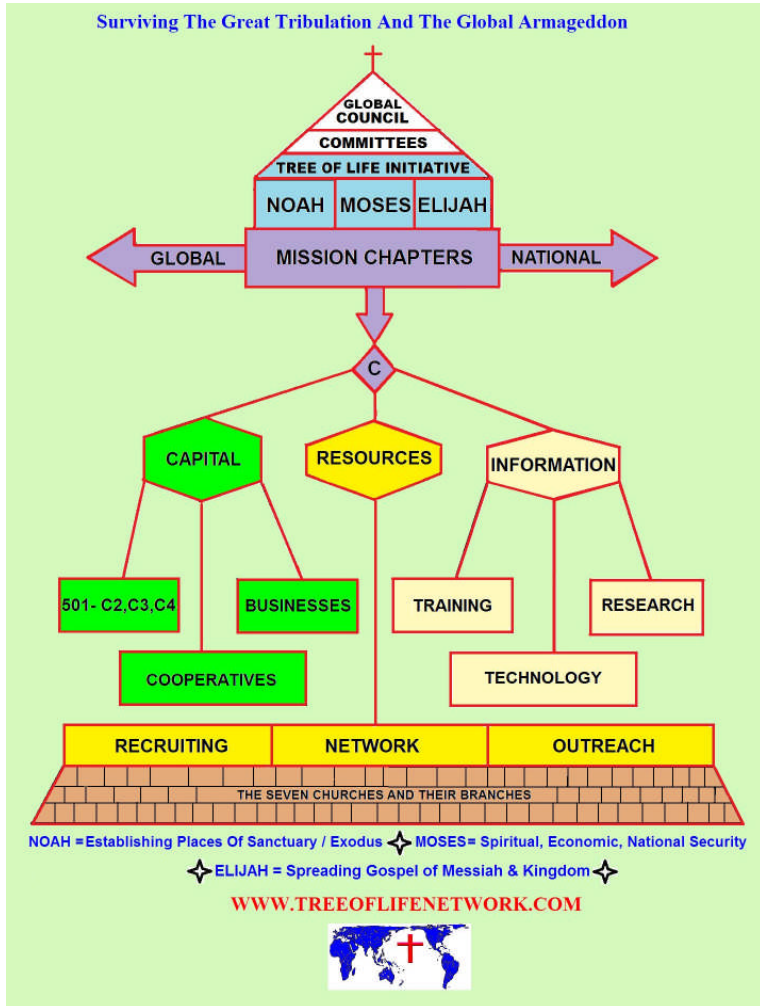 Surviving The Great Tribulation And The Global Armageddon
GLOBAL
COUNCIL
COMMITTEES
TREE OF LIFE INITIATIVE
NOAH MOSES ELIJAH
GLOBAL MISSION CHAPTERS NATIONAL
C
CAPITAL RESOURCES INFORMATION
501- C2,C3,C4 BUSINESSES TRAINING RESEARCH
COOPERATIVES TECHNOLOGY
RECRUITING NETWORK OUTREACH
THE SEVEN CHURCHES AND THEIR BRANCHES
NOAH =Establishing Places Of Sanctuary / Exodus MOSES= Spiritual, Economic, National Security
ELIJAH = Spreading Gospel of Messiah & Kingdom
WWW.TREEOFLIFENETWORK.COM